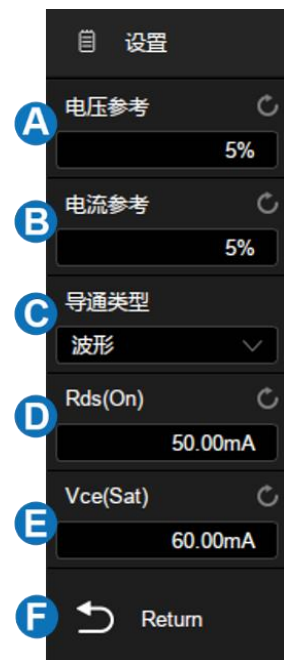 设置
A
电压参考
5%
B
电流参考
5%
C
导通类型
波形
D
Rds(On)
50.00mA
E
Vce(Sat)
60.00mA
F
Return